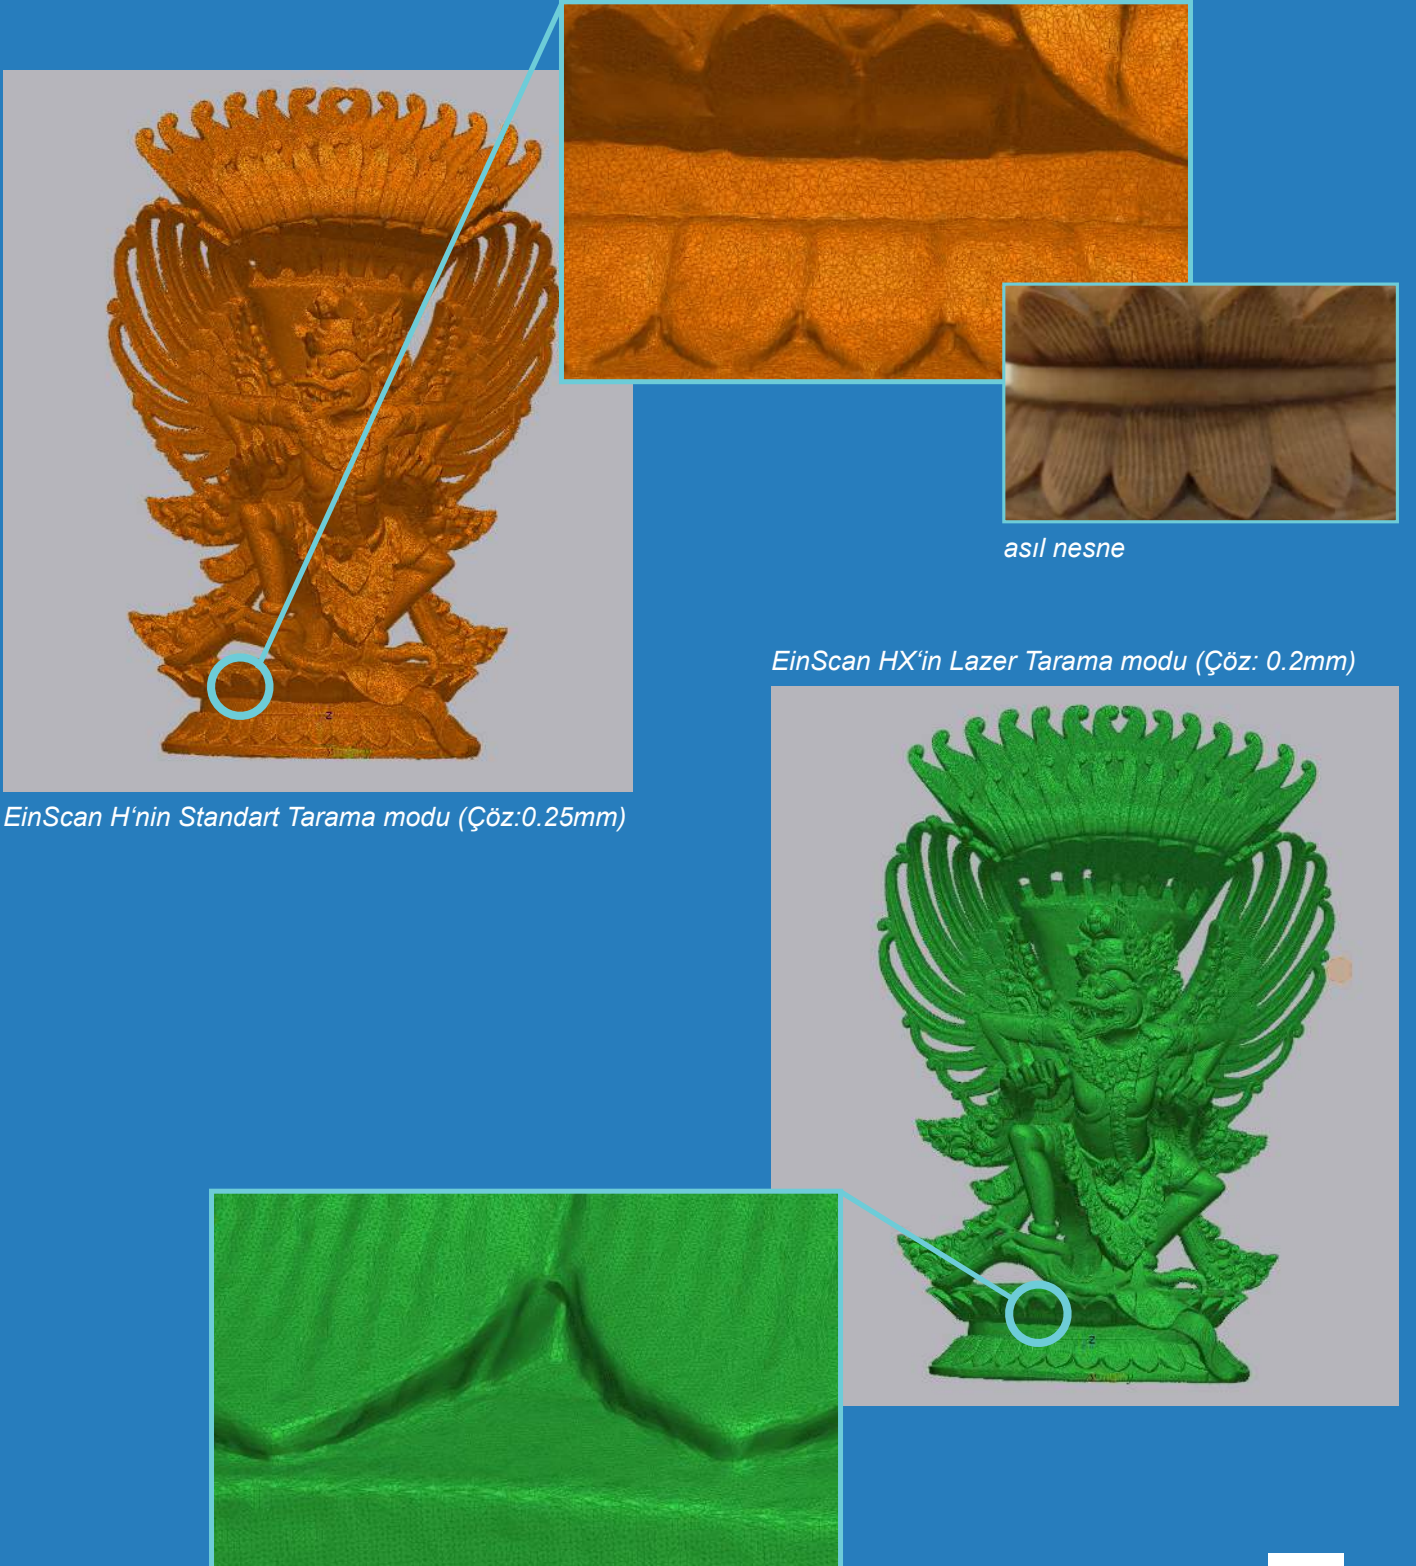 asıl nesne
EinScan HX‘in Lazer Tarama modu (Çöz: 0.2mm)
EinScan H‘nin Standart Tarama modu (Çöz:0.25mm)
z
z